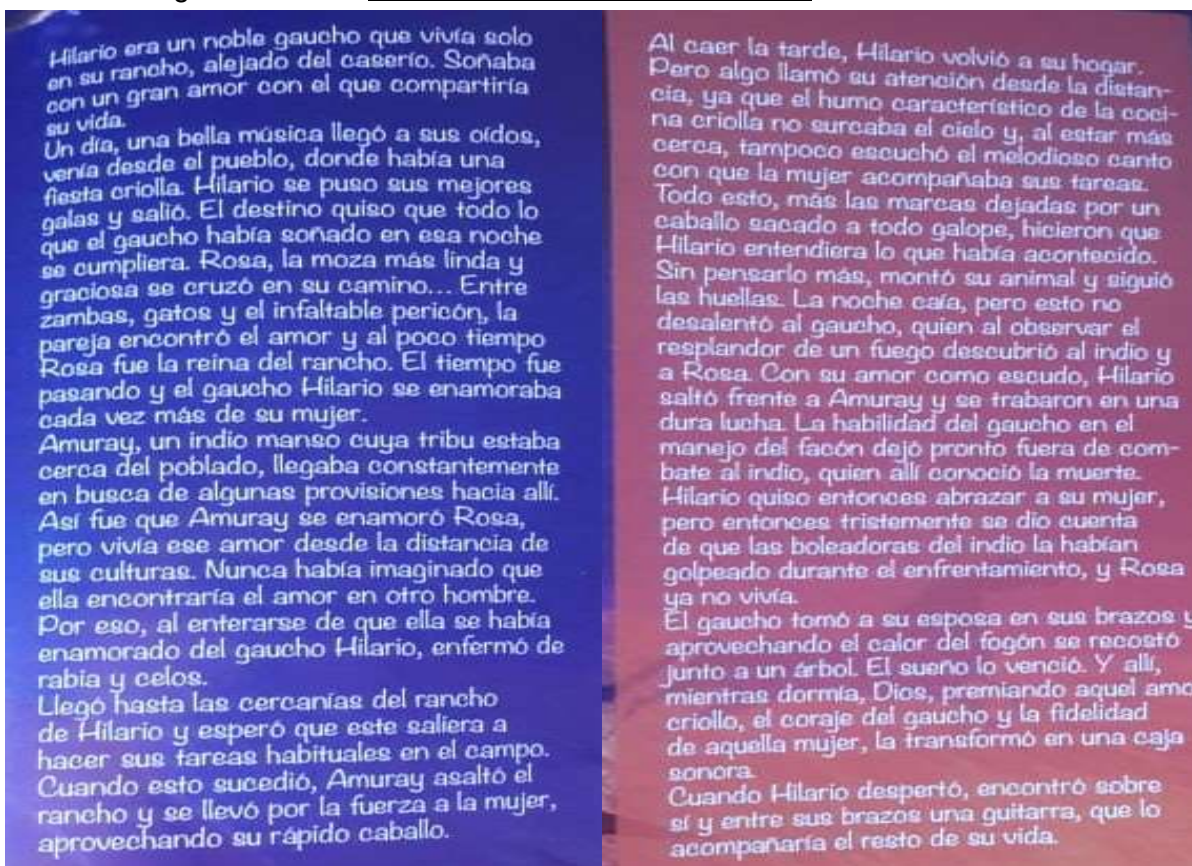 Hilario era un noble gaucho que vivía solo
en su rancho, alejado del caserío. Soñaba
con un gran amor con el que compartiría
su vida.
Un día, una bella música llegó a sus oídos,
venía desde el pueblo, donde había una
fiesta criolla. Hilario se puso sus mejores
galas y salió. El destino quiso que todo lo
que el gaucho había soñado en esa noche
se cumpliera. Rosa, la moza más linda y
graciosa se cruzó en su camino... Entre
zambas, gatos y el infaltable pericón, la
pareja encontró el amor y al poco tiempo
Rosa fue la reina del rancho. El tiempo fue
pasando y el gaucho Hilario se enamoraba
cada vez más de su mujer.
Amuray, un indio manso cuya tribu estaba
cerca del poblado, llegaba constantemente
en busca de algunas provisiones hacia allí.
Así fue que Amuray se enamoró Rosa,
pero vivía ese amor desde la distancia de
sus culturas. Nunca había imaginado que
ella encontraría el amor en otro hombre.
Por eso, al enterarse de que ella se había
enamorado del gaucho Hilario, enfermó de
rabia y celos.
Llegó hasta las cercanías del rancho
de Hilario y esperó que este saliera a
hacer sus tareas habituales en el campo.
Cuando esto sucedió, Amuray asaltó el
rancho y se llevó por la fuerza a la mujer,
aprovechando su rápido caballo.
Al caer la tarde, Hilario volvió a su hogar.
Pero algo llamó su atención desde la distan-
cia, ya que el humo característico de la coci-
na criolla no surcaba el cielo y, al estar más
cerca, tampoco escuchó el melodioso canto
con que la mujer acompañaba sus tareas.
Todo esto, más las marcas dejadas por un
caballo sacado a todo galope, hicieron que
Hilario entendiera lo que había acontecido.
Sin pensarlo más, montó su animal y siguió
las huellas. La noche caía, pero esto no
desalentó al gaucho, quien al observar el
resplandor de un fuego descubrió al indio y
a Rosa. Con su amor como escudo, Hilario
saltó frente a Amuray y se trabaron en una
dura lucha. La habilidad del gaucho en el
manejo del facón dejó pronto fuera de com-
bate al indio, quien allí conoció la muerte.
Hilario quiso entonces abrazar a su mujer,
pero entonces tristemente se dio cuenta
de que las boleadoras del indio la habían
golpeado durante el enfrentamiento, y Rosa
ya no vivía.
El gaucho tomó a su esposa en sus brazos y
aprovechando el calor del fogón se recostó
junto a un árbol. El sueño lo venció. Y allí,
mientras dormía, Dios, premiando aquel amo
criollo, el coraje del gaucho y la fidelidad
de aquella mujer, la transformó en una caja
sonora.
Cuando Hilario despertó, encontró sobre
sí y entre sus brazos una guitarra, que lo
acompañaría el resto de su vida.